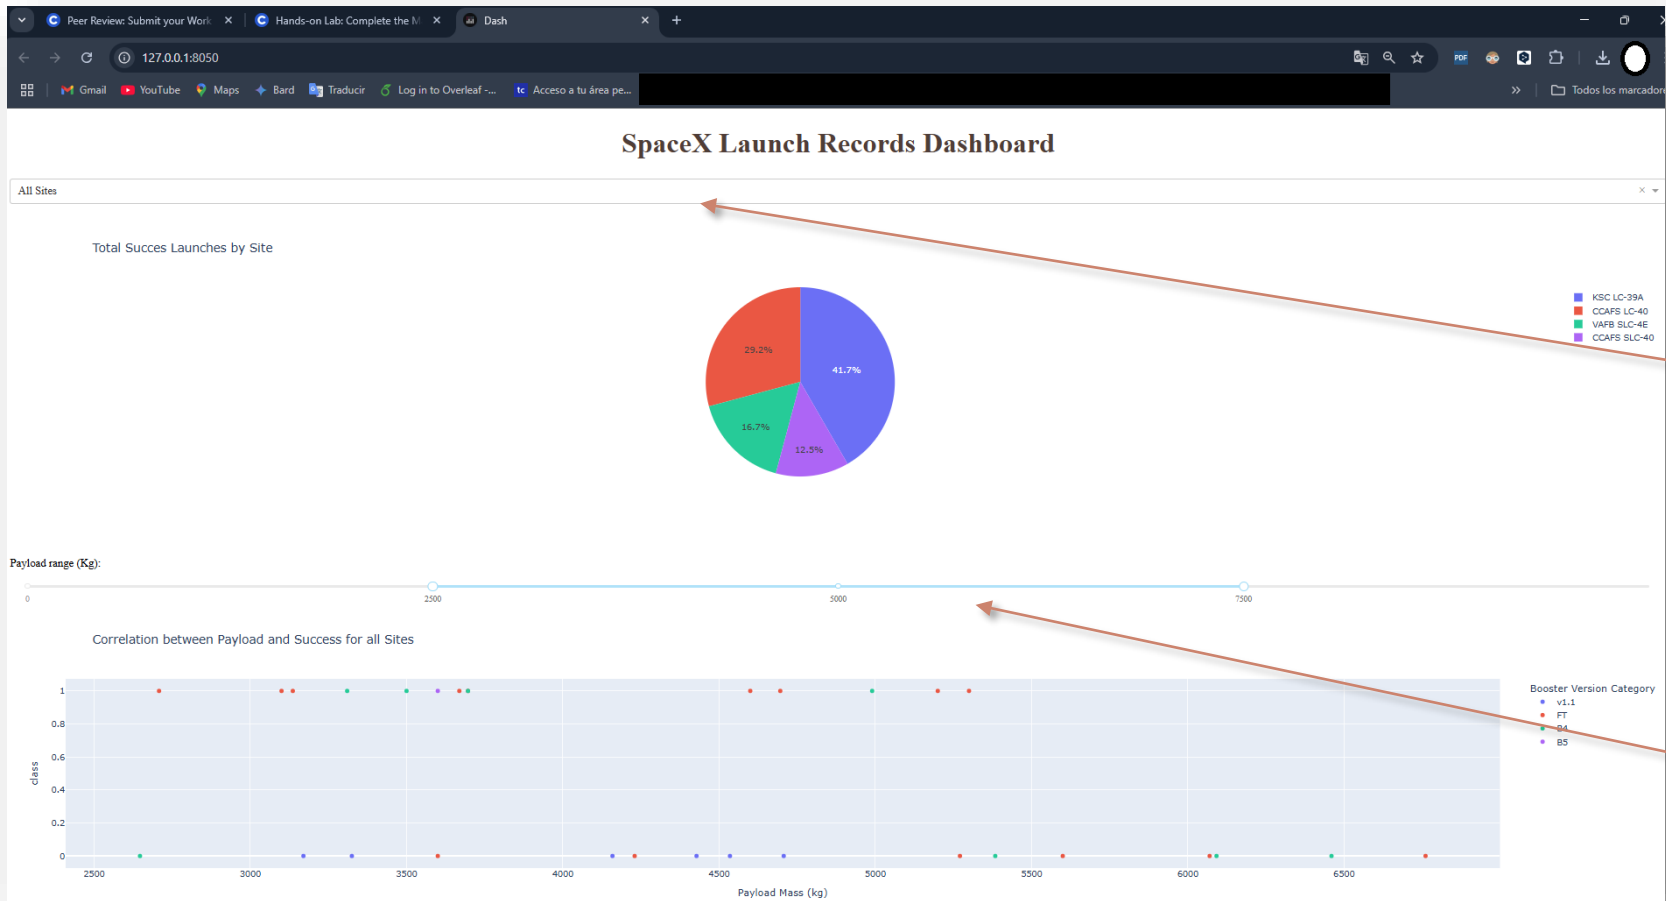 Peer Review: Submit your Work
Hands-on Lab: Complete the M
Dash
127.0.0.1:8050
PDF
Gmail
YouTube
Maps
Bard
Traducir
Log in to Overleaf -...
tc Acceso a tu área pe...
Todos los marcadore
SpaceX Launch Records Dashboard
All Sites
Total Succes Launches by Site
KSC LC-39A
CCAFS LC-40
VAFB SLC-4E
CCAFS SLC-40
29.2%
41.7%
16.7%
12.5%
Payload range (Kg):
0 2500 5000 7500
Correlation between Payload and Success for all Sites
Booster Version Category
v1.1
FT
B4
B5
1
0.8
0.6
0.4
0.2
0
class
2500 3000 3500 4000 4500 5000 5500 6000 6500
Payload Mass (kg)